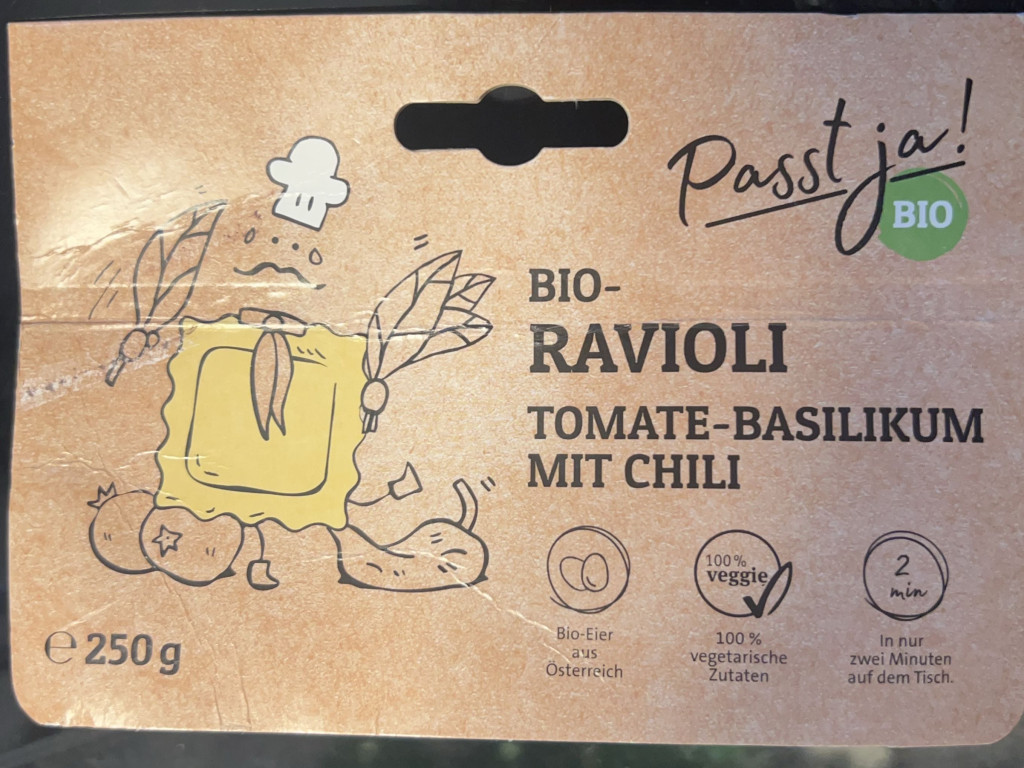 Passt ja!
BIO
BIO-
RAVIOLI
TOMATE-BASILIKUM
MIT CHILI
100%
veggie
2
min
Bio-Eier
aus
Österreich
100 %
vegetarische
Zutaten
In nur
zwei Minuten
auf dem Tisch.
℮ 250 g